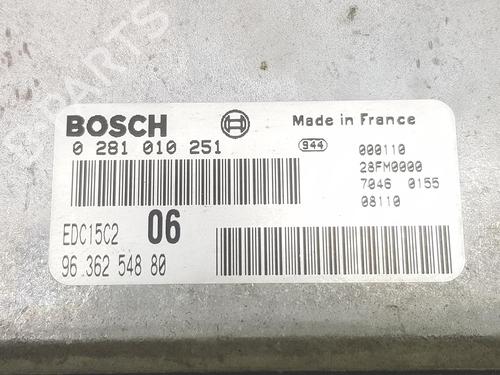 BOSCH
Made in France
0 281 010 251
944
000110
28FM0000
7046 0155
08110
EDC15C2 06
96 362 548 80
B-PARTS